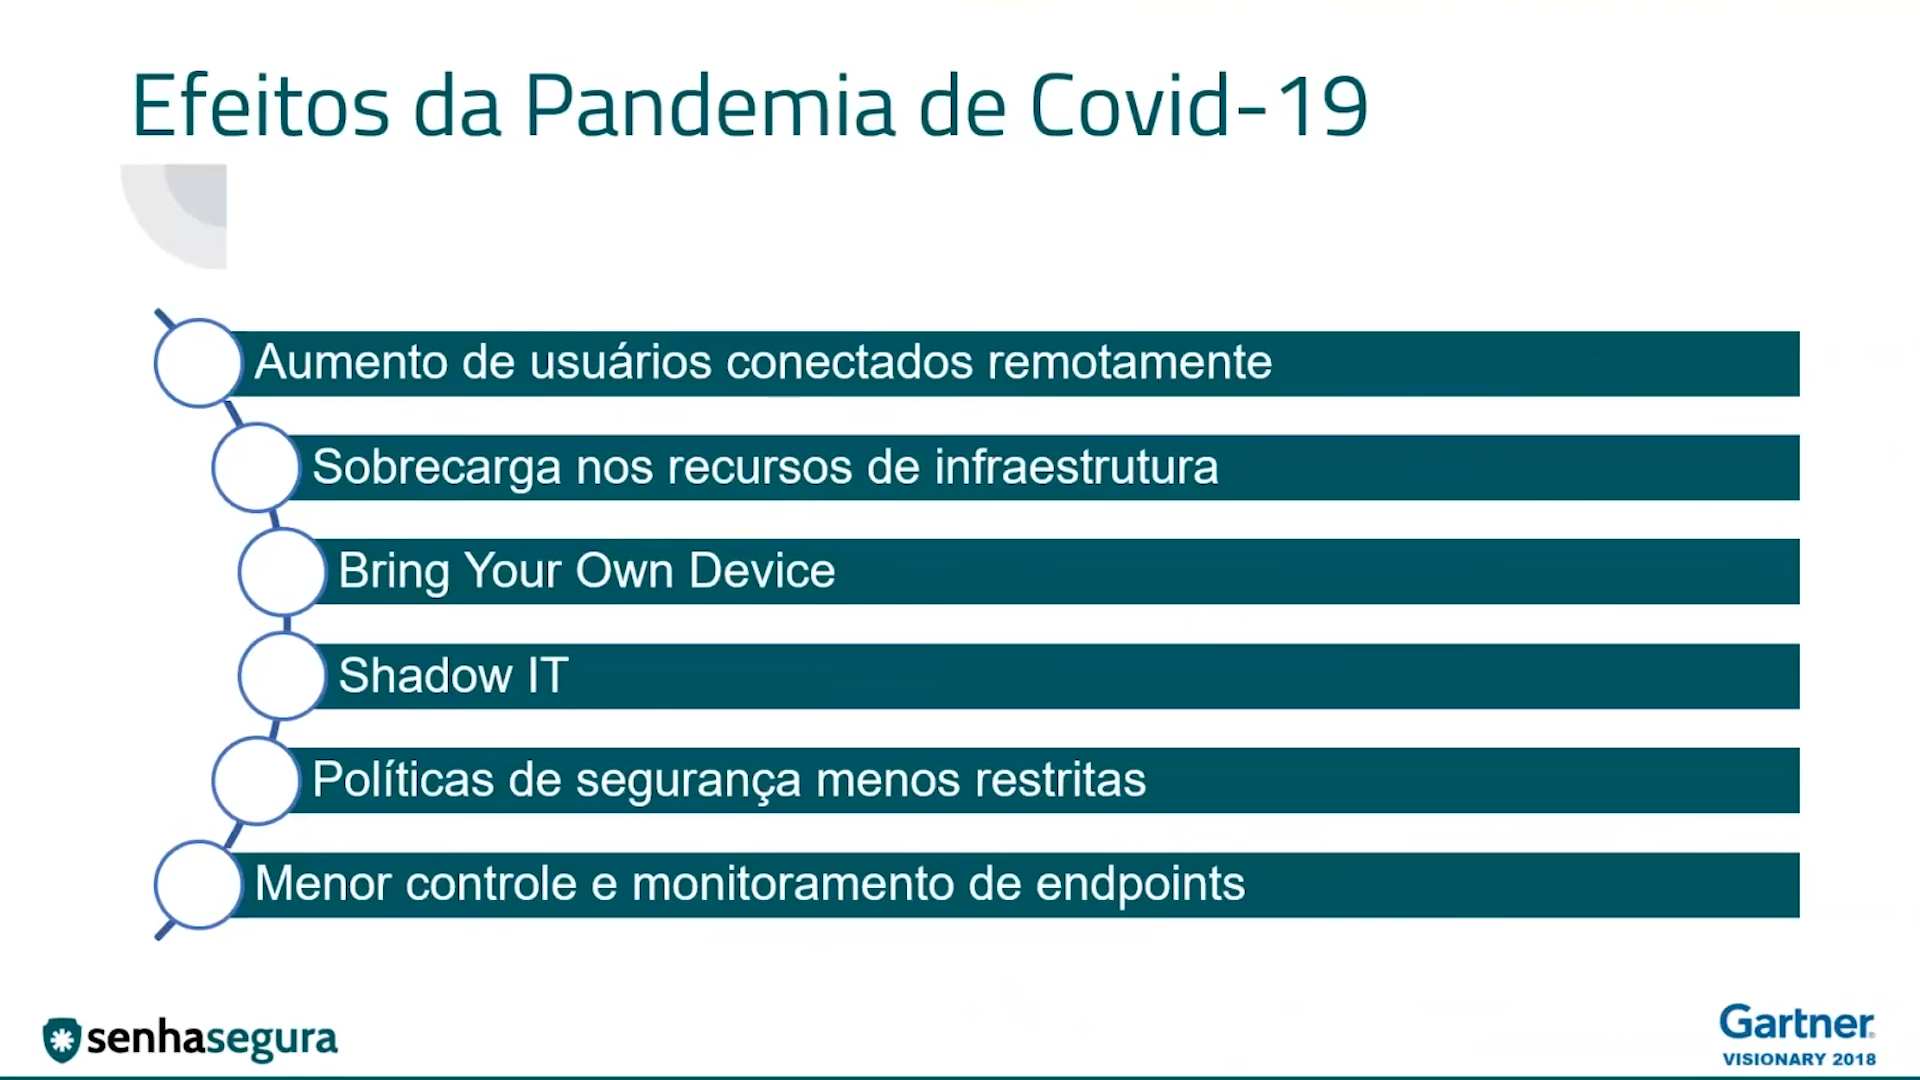 Efeitos da Pandemia de Covid-19
Aumento de usuários conectados remotamente
Sobrecarga nos recursos de infraestrutura
Bring Your Own Device
Shadow IT
Políticas de segurança menos restritas
Menor controle e monitoramento de endpoints
senhasegura
Gartner
VISIONARY 2018